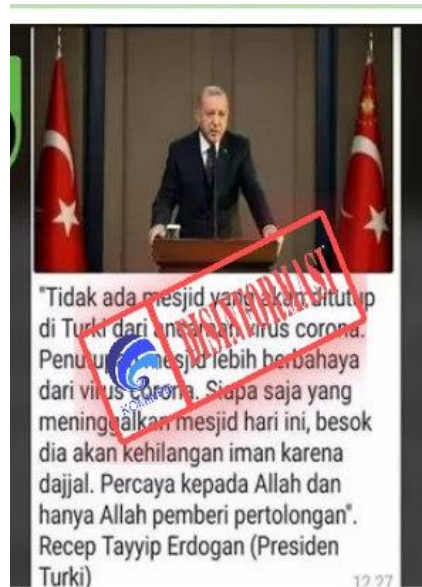 "Tidak ada mesjid yang akan ditutup
di Turki dari ancaman virus corona.
Penutupan mesjid lebih berbahaya
dari virus corona. Siapa saja yang
meninggalkan mesjid hari ini, besok
dia akan kehilangan iman karena
dajjal. Percaya kepada Allah dan
hanya Allah pemberi pertolongan".
Recep Tayyip Erdogan (Presiden
Turki)
12.27
DISINFORMASI
KOMINFO